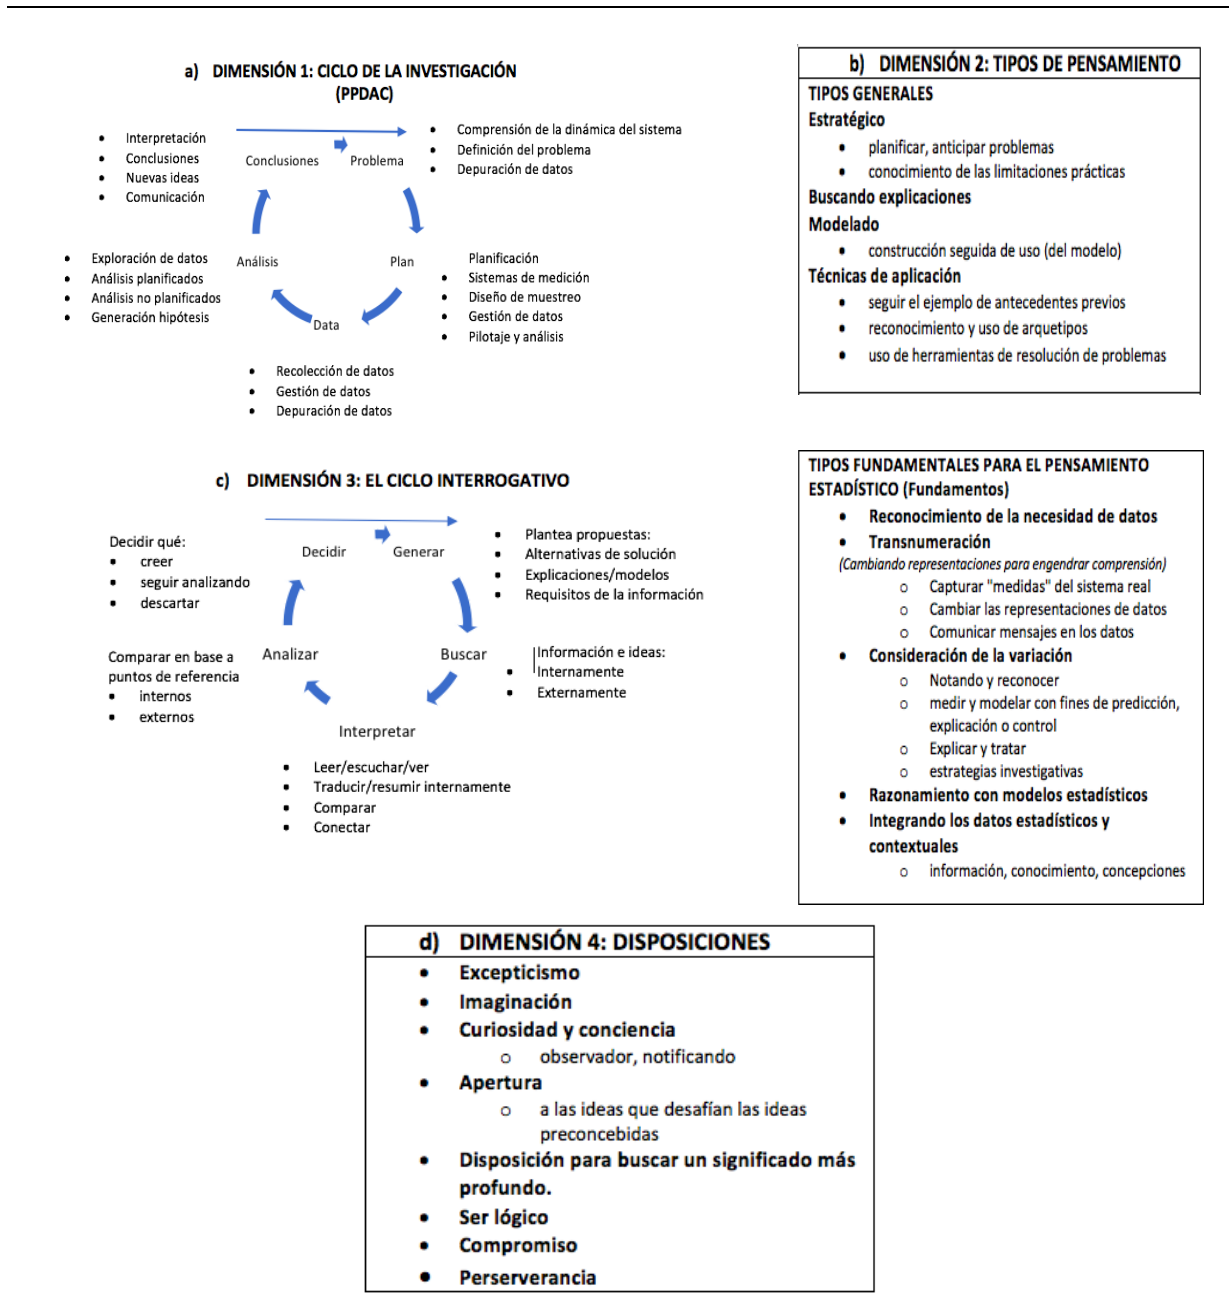 a) DIMENSIÓN 1: CICLO DE LA INVESTIGACIÓN
(PPDAC)
• Interpretación
• Conclusiones
• Nuevas ideas
• Comunicación
Conclusiones
Problema
• Comprensión de la dinámica del sistema
• Definición del problema
• Depuración de datos
• Exploración de datos
• Análisis planificados
• Análisis no planificados
• Generación hipótesis
Análisis
Plan
Planificación
• Sistemas de medición
• Diseño de muestreo
• Gestión de datos
• Pilotaje y análisis
Data
• Recolección de datos
• Gestión de datos
• Depuración de datos
b) DIMENSIÓN 2: TIPOS DE PENSAMIENTO
TIPOS GENERALES
Estratégico
• planificar, anticipar problemas
• conocimiento de las limitaciones prácticas
Buscando explicaciones
Modelado
• construcción seguida de uso (del modelo)
Técnicas de aplicación
• seguir el ejemplo de antecedentes previos
• reconocimiento y uso de arquetipos
• uso de herramientas de resolución de problemas
c) DIMENSIÓN 3: EL CICLO INTERROGATIVO
Decidir qué:
• creer
• seguir analizando
• descartar
Decidir
Generar
• Plantea propuestas:
• Alternativas de solución
• Explicaciones/modelos
• Requisitos de la información
Comparar en base a
puntos de referencia
• internos
• externos
Analizar
Buscar
Información e ideas:
• Internamente
• Externamente
Interpretar
• Leer/escuchar/ver
• Traducir/resumir internamente
• Comparar
• Conectar
TIPOS FUNDAMENTALES PARA EL PENSAMIENTO
ESTADÍSTICO (Fundamentos)
• Reconocimiento de la necesidad de datos
• Transnumeración
(Cambiando representaciones para engendrar comprensión)
o Capturar "medidas" del sistema real
o Cambiar las representaciones de datos
o Comunicar mensajes en los datos
• Consideración de la variación
o Notando y reconocer
o medir y modelar con fines de predicción,
explicación o control
o Explicar y tratar
o estrategias investigativas
• Razonamiento con modelos estadísticos
• Integrando los datos estadísticos y
contextuales
o información, conocimiento, concepciones
d) DIMENSIÓN 4: DISPOSICIONES
• Excepticismo
• Imaginación
• Curiosidad y conciencia
o observador, notificando
• Apertura
o a las ideas que desafían las ideas
preconcebidas
• Disposición para buscar un significado más
profundo.
• Ser lógico
• Compromiso
• Perserverancia